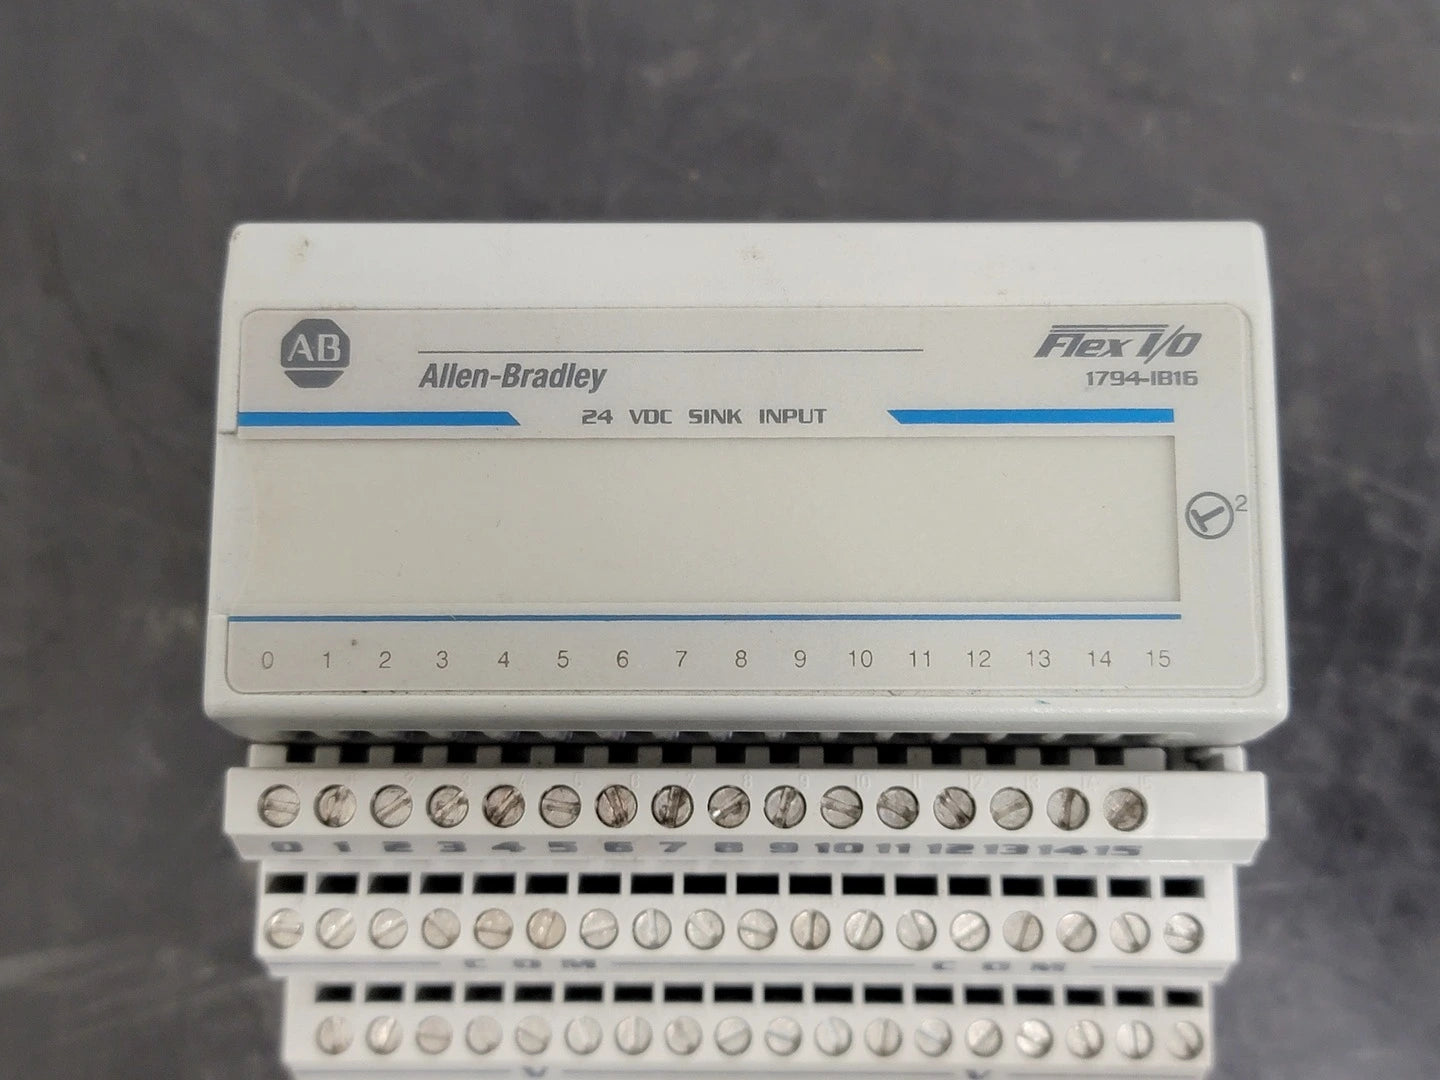 AB
Allen-Bradley
Flex I/O
1794-IB16
24 VDC SINK INPUT
2
0 1 2 3 4 5 6 7 8 9 10 11 12 13 14 15
0 1 2 3 4 5 6 7 8 9 10 11 12 13 14 15
COM COM
V V